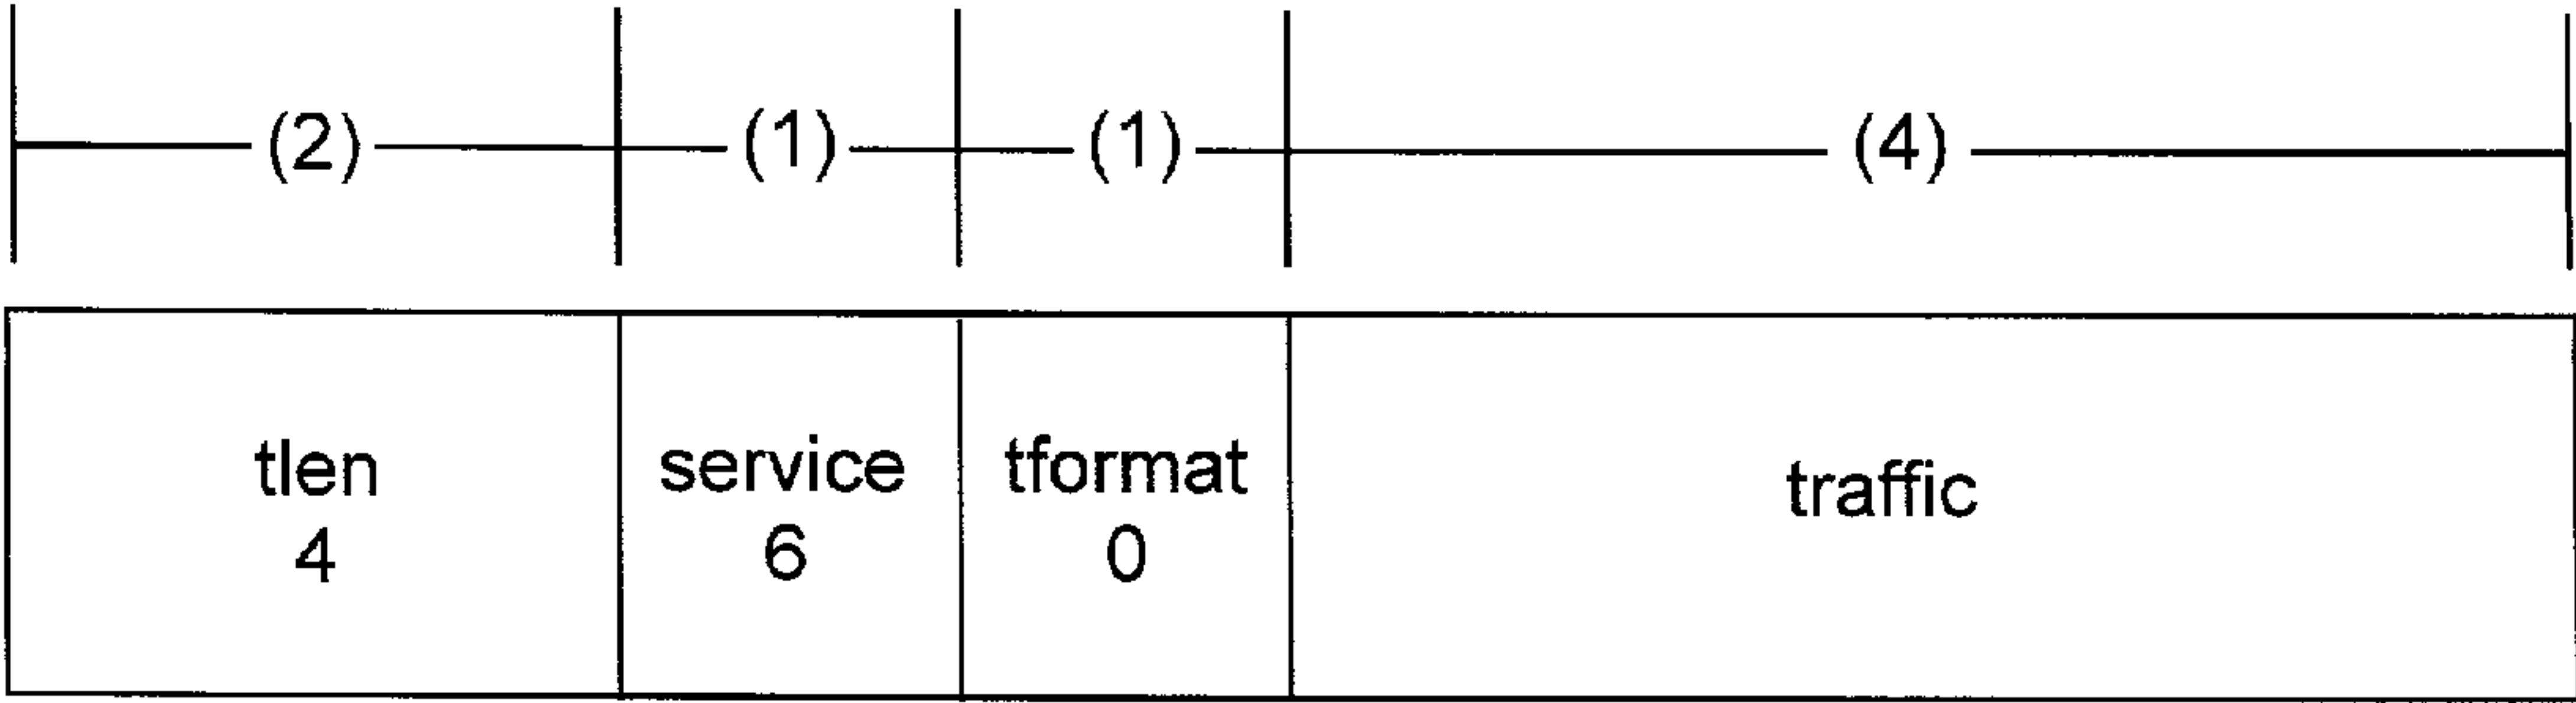 (2) (1) (1) (4)
tlen service tformat traffic
4 6 0